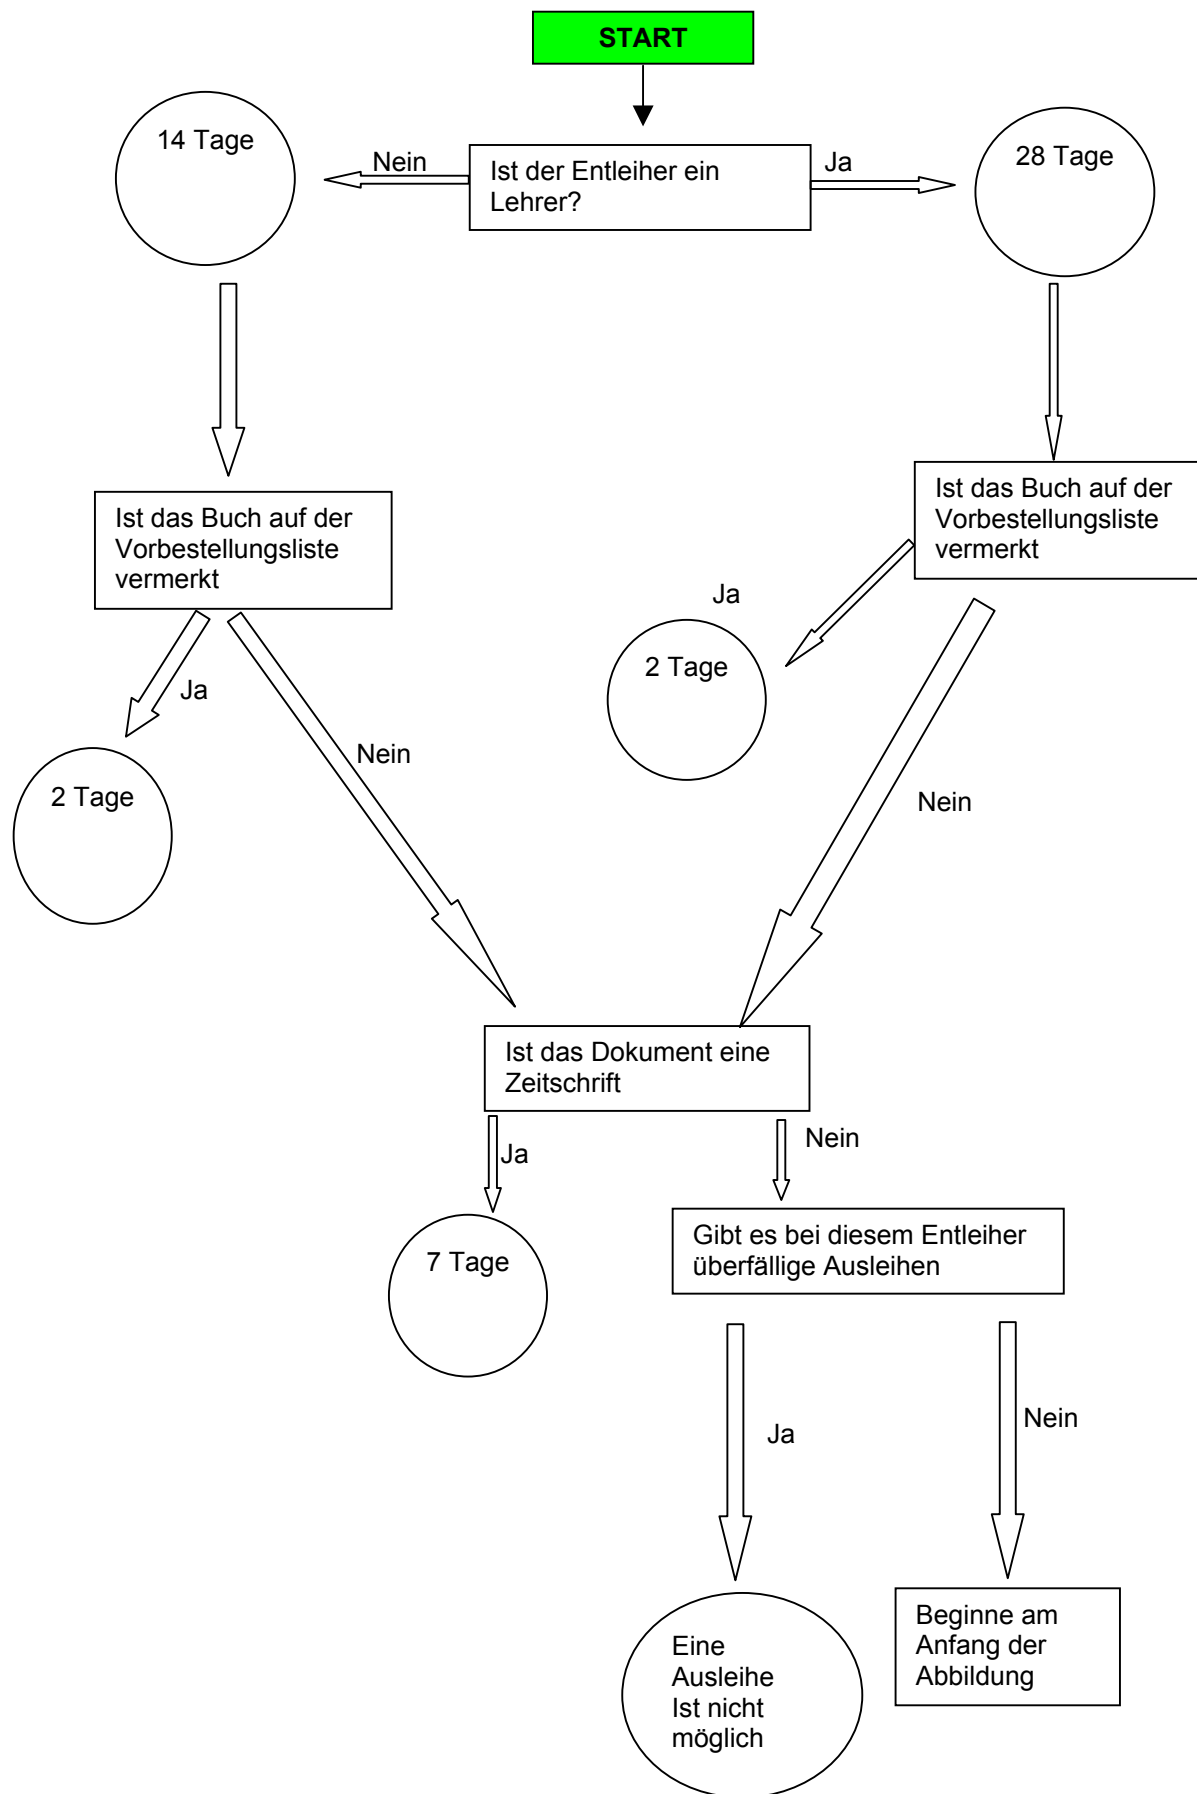 START
14 Tage
Nein
Ist der Entleiher ein
Lehrer?
Ja
28 Tage
Ist das Buch auf der
Vorbestellungsliste
vermerkt
Ist das Buch auf der
Vorbestellungsliste
vermerkt
Ja
2 Tage
Ja
Nein
2 Tage
Nein
Ist das Dokument eine
Zeitschrift
Ja
Nein
7 Tage
Gibt es bei diesem Entleiher
überfällige Ausleihen
Ja
Nein
Eine
Ausleihe
Ist nicht
möglich
Beginne am
Anfang der
Abbildung